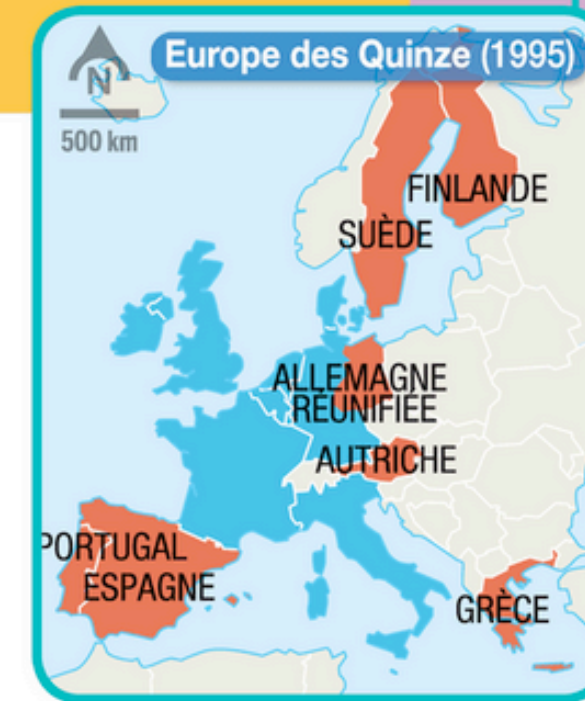 Europe des Quinze (1995)
N
500 km
FINLANDE
SUÈDE
ALLEMAGNE
RÉUNIFIÉE
AUTRICHE
PORTUGAL
ESPAGNE
GRÈCE